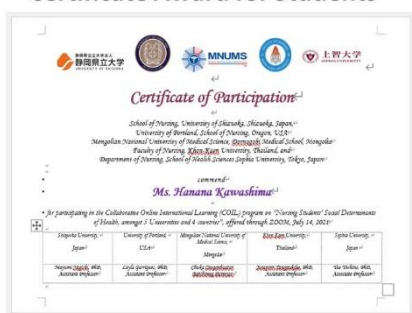 Certificate Award for Students
静岡県立大学
MNUMS
上智大学
Certificate of Participation
School of Nursing, University of Shizuoka, Shizuoka, Japan,
University of Portland, School of Nursing, Oregon, USA
Mongolian National University of Medical Science, Dornogobi Medical School, Mongolia
Faculty of Nursing, Khon Kaen University, Thailand, and
Department of Nursing, School of Health Sciences Sophia University, Tokyo, Japan
commend
Ms. Hanana Kawashima
for participating in the Collaborative Online International Learning (COIL) program on "Nursing Students' Social Determinants
of Health, amongst 5 Universities and 4 countries", offered through ZOOM, July 14, 2021
Shizuoka University,
Japan
University of Portland,
USA
Mongolian National University of
Medical Science,
Mongolia
Khon Kaen University,
Thailand
Sophia University,
Japan
PhD,
Assistant Professor
Layla Garrigues, PhD,
Assistant Professor
PhD,
Assistant Professor
PhD,
Assistant Professor